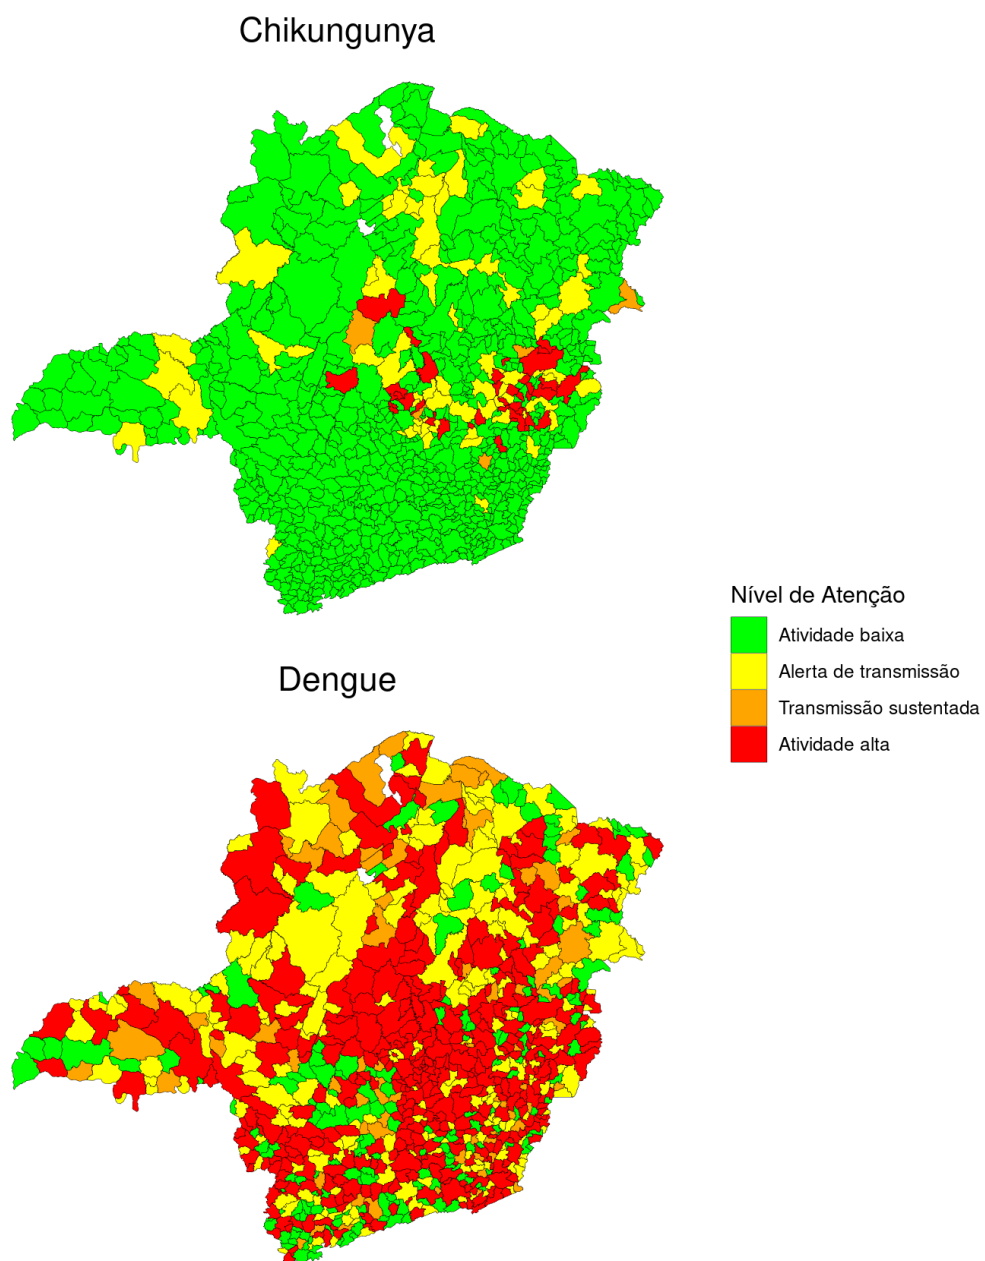 Chikungunya
Nível de Atenção
Atividade baixa
Alerta de transmissão
Transmissão sustentada
Atividade alta
Dengue